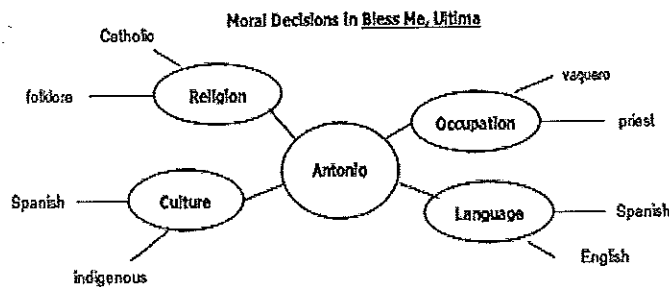 Moral Decisions in Bless Me, Ultima
Catholic
folklore
Religion
vaquero
Occupation
priest
Antonio
Spanish
Culture
indigenous
Language
Spanish
English